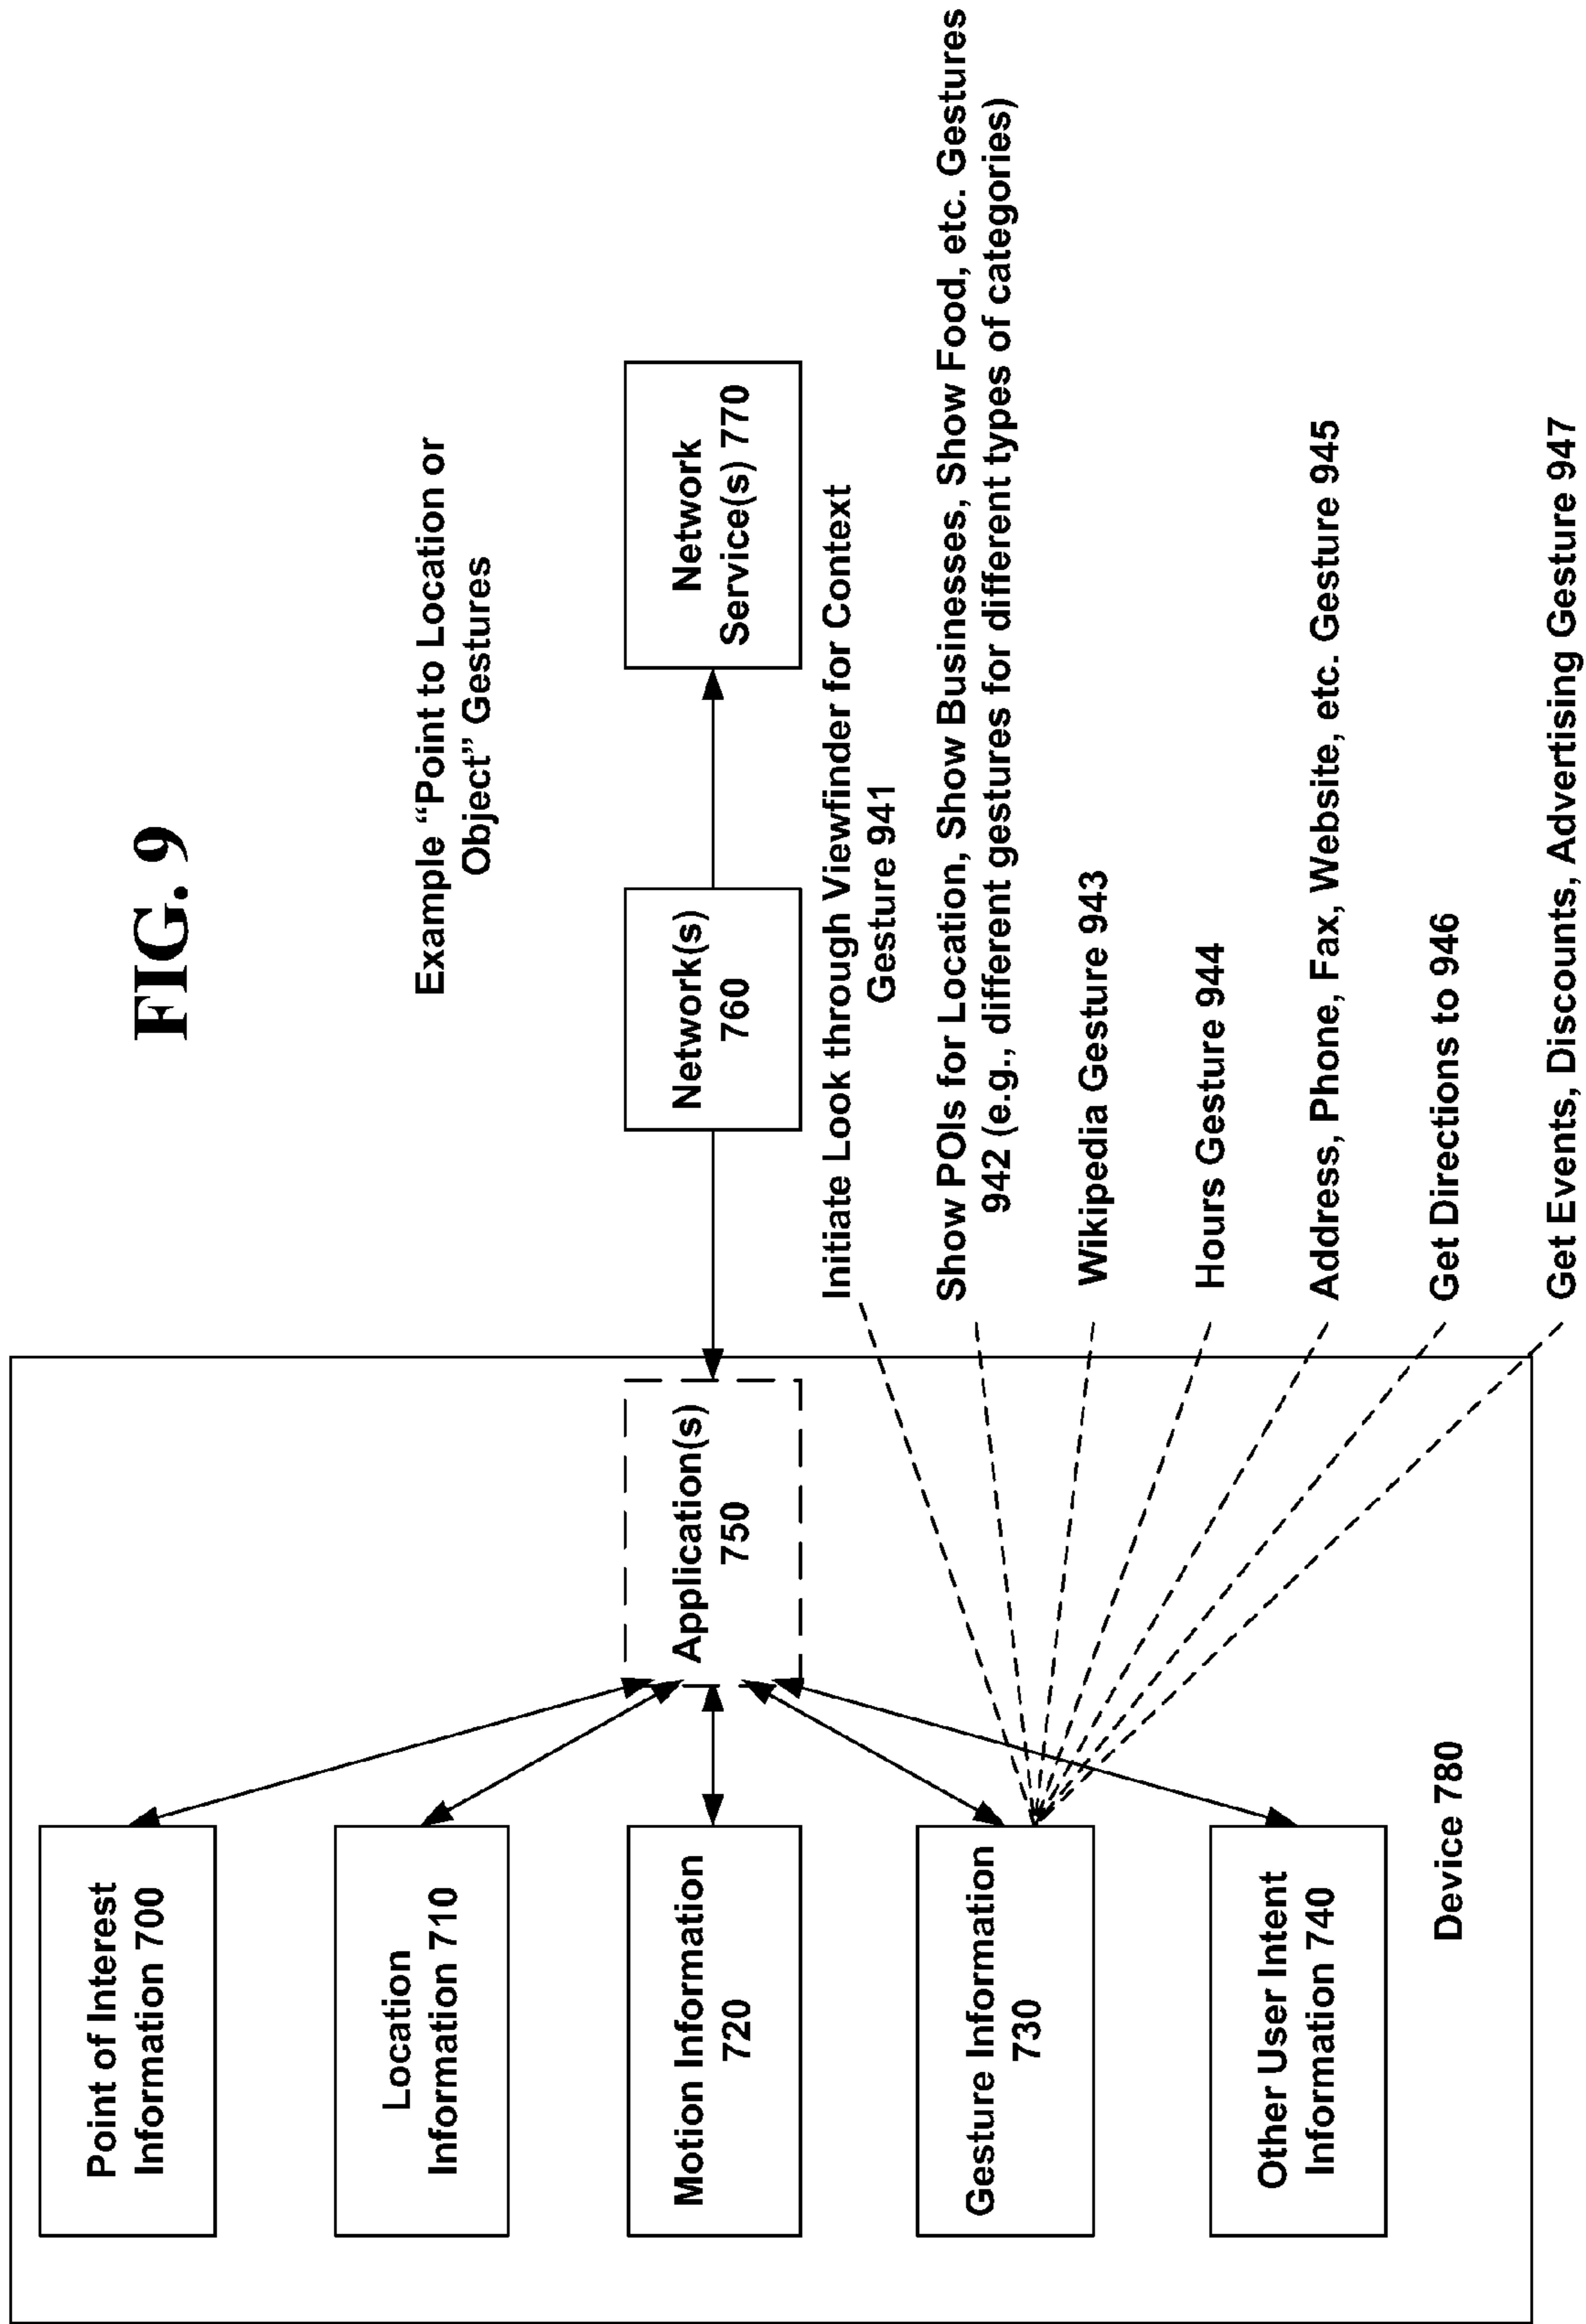 FIG. 9
Example “Point to Location or
Object” Gestures
Point of Interest
Information 700
Location
Information 710
Motion Information
720
Gesture Information
730
Other User Intent
Information 740
Device 780
Application(s)
750
Network(s)
760
Network
Service(s) 770
Initiate Look through Viewfinder for Context
Gesture 941
Show POIs for Location, Show Businesses, Show Food, etc. Gestures
942 (e.g., different gestures for different types of categories)
Wikipedia Gesture 943
Hours Gesture 944
Address, Phone, Fax, Website, etc. Gesture 945
Get Directions to 946
Get Events, Discounts, Advertising Gesture 947